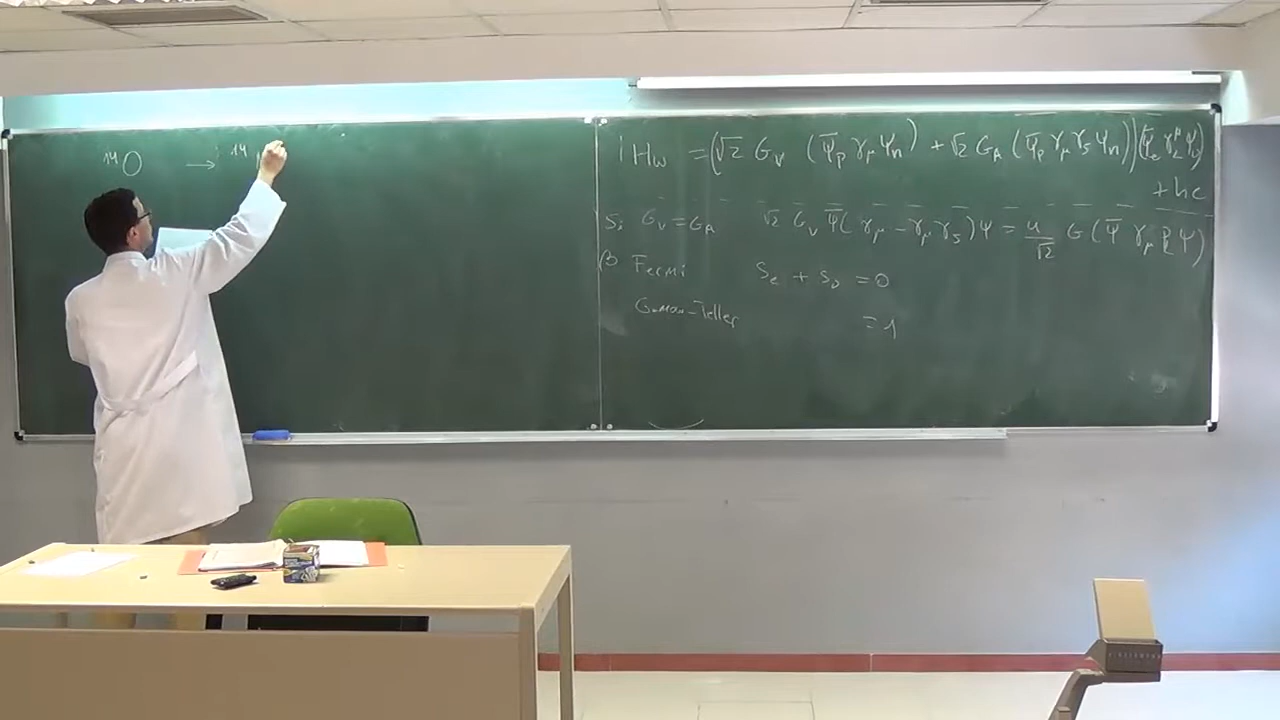 ¹⁴O → ¹⁴
H_w = (√2 G_V (Ψ̄_p γ_μ Ψ_n) + √2 G_A (Ψ̄_p γ_μ γ_5 Ψ_n)) (Ψ̄_e γ^μ_L Ψ_ν)
+ hc
Si G_V = G_A √2 G_V Ψ̄ (γ_μ - γ_μ γ_5) Ψ = 4/√2 G (Ψ̄ γ_μ P_L Ψ)
β Fermi S_e + S_ν = 0
Gamow-Teller = 1